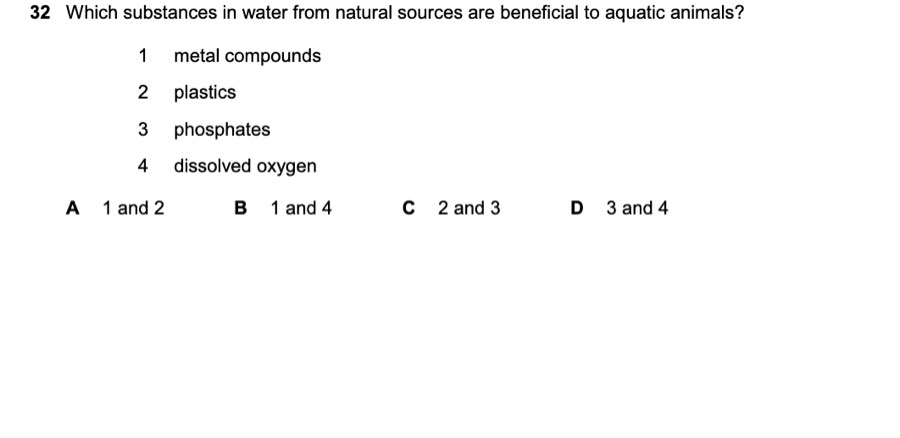 32 Which substances in water from natural sources are beneficial to aquatic animals?
1 metal compounds
2 plastics
3 phosphates
4 dissolved oxygen
A 1 and 2 B 1 and 4 C 2 and 3 D 3 and 4